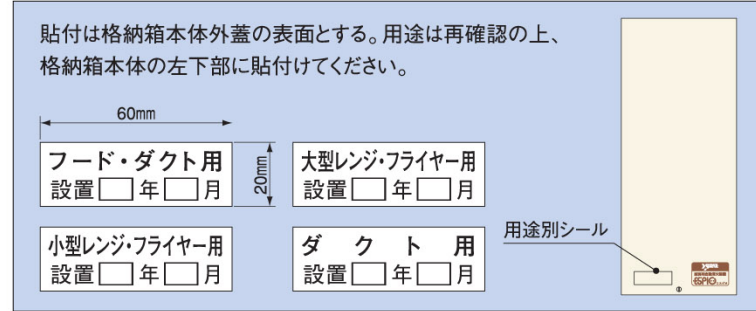 貼付は格納箱本体外蓋の表面とする。用途は再確認の上、
格納箱本体の左下部に貼付けてください。
60mm
フード・ダクト用
設置 年 月
20mm
大型レンジ・フライヤー用
設置 年 月
小型レンジ・フライヤー用
設置 年 月
ダクト用
設置 年 月
用途別シール
ESPIO